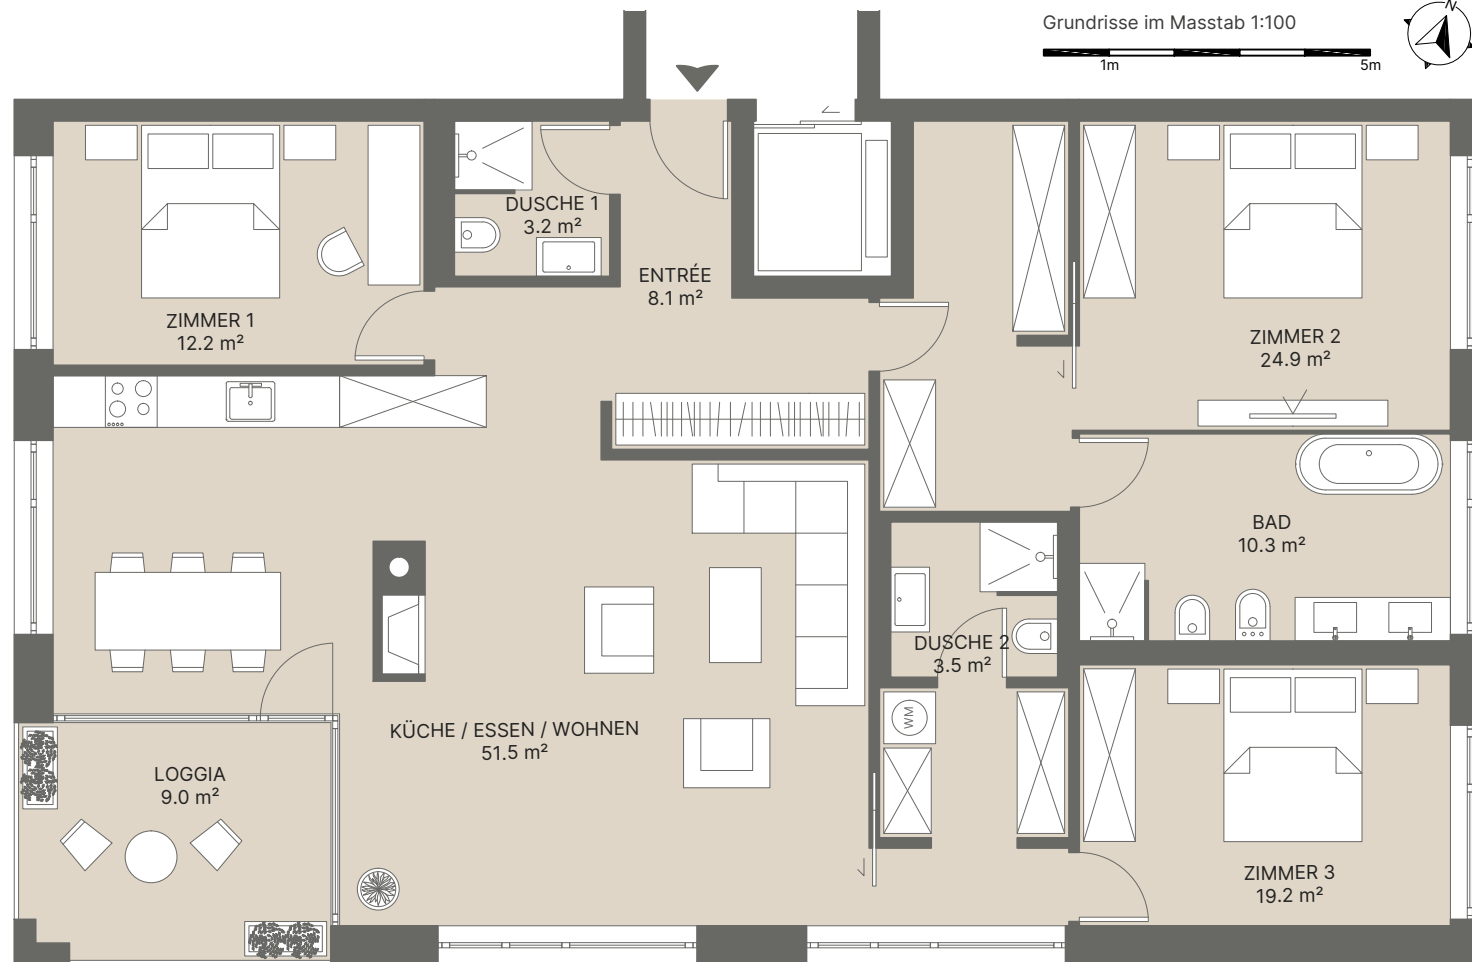 Grundrisse im Masstab 1:100
N
1m
5m
DUSCHE 1
3.2 m²
ENTRÉE
8.1 m²
ZIMMER 1
12.2 m²
ZIMMER 2
24.9 m²
BAD
10.3 m²
DUSCHE 2
3.5 m²
WM
KÜCHE / ESSEN / WOHNEN
51.5 m²
LOGGIA
9.0 m²
ZIMMER 3
19.2 m²